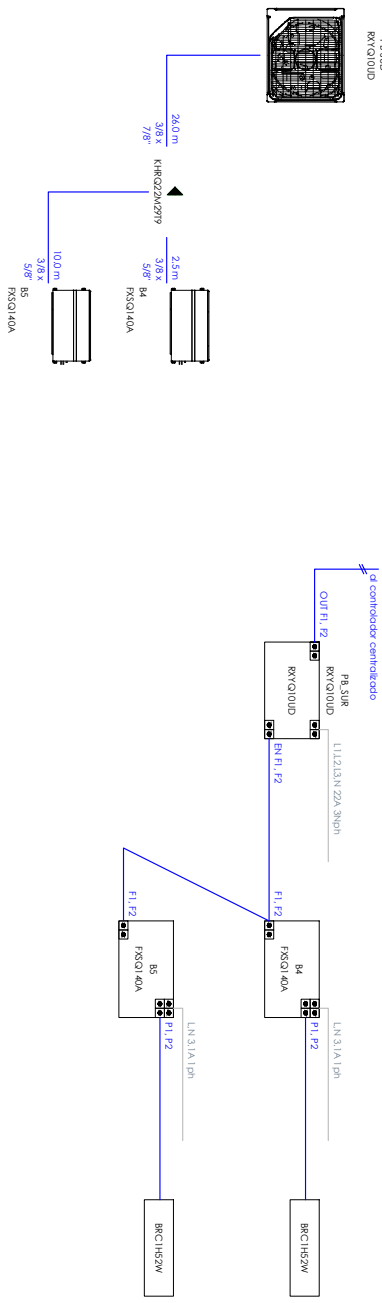 RXYQ10UD
26.0 m
3/8 x
7/8"
KHRQ22M29T9
2.5 m
3/8 x
5/8"
B4
FXSQ140A
10.0 m
3/8 x
5/8"
B5
FXSQ140A
al controlador centralizado
OUT F1, F2
PB_SUR
RXYQ10UD
RXYQ10UD
L1,L2,L3,N 22A 3Nph
EN F1, F2
F1, F2
B4
FXSQ140A
L,N 3,1A 1ph
P1, P2
BRC1H52W
F1, F2
B5
FXSQ140A
L,N 3,1A 1ph
P1, P2
BRC1H52W